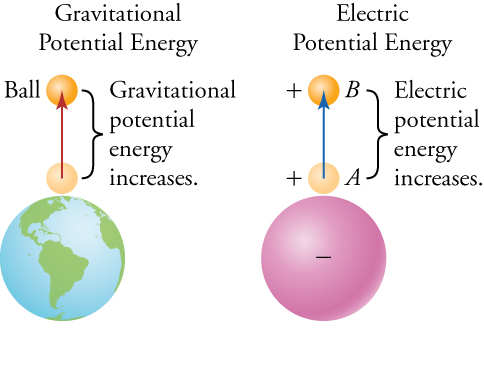 Gravitational
Potential Energy
Ball
Gravitational
potential
energy
increases.
Electric
Potential Energy
+ B
+ A
Electric
potential
energy
increases.
−